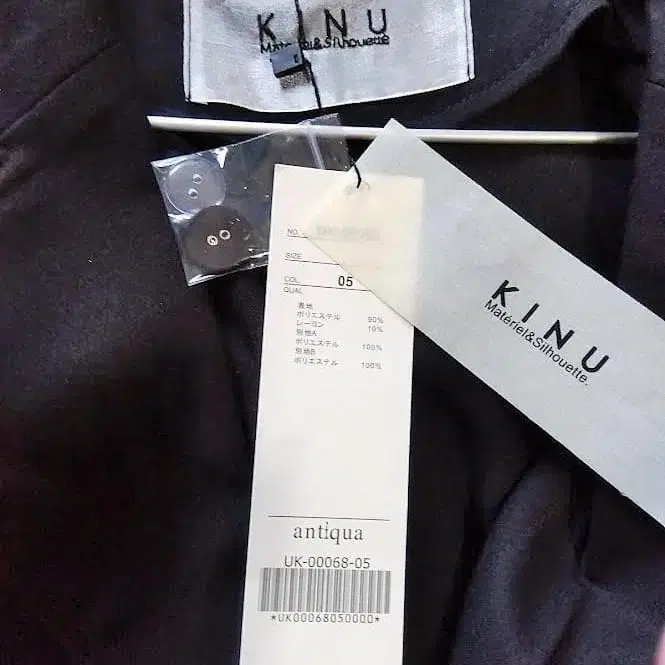 KINU
Matériel&Silhouette
NO.
SIZE
COL. 05
QUAL
表地
ポリエステル 90%
レーヨン 10%
別地A
ポリエステル 100%
別地B
ポリエステル 100%
antiqua
UK-00068-05
*UK00068050000*
KINU
Matériel&Silhouette.